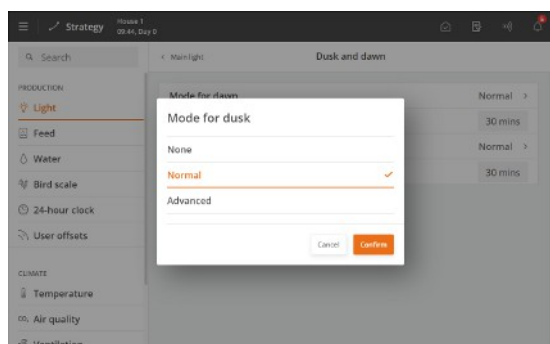 Strategy
House 1
09:44, Day 0
Search
Main light
Dusk and dawn
PRODUCTION
Light
Feed
Water
Bird scale
24-hour clock
User offsets
CLIMATE
Temperature
Air quality
Ventilation
Mode for dawn
Normal
30 mins
Normal
30 mins
Mode for dusk
None
Normal
Advanced
Cancel
Confirm